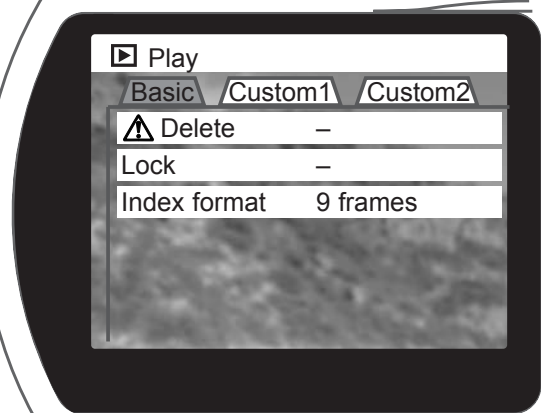 Play
Basic Custom1 Custom2
Delete –
Lock –
Index format 9 frames